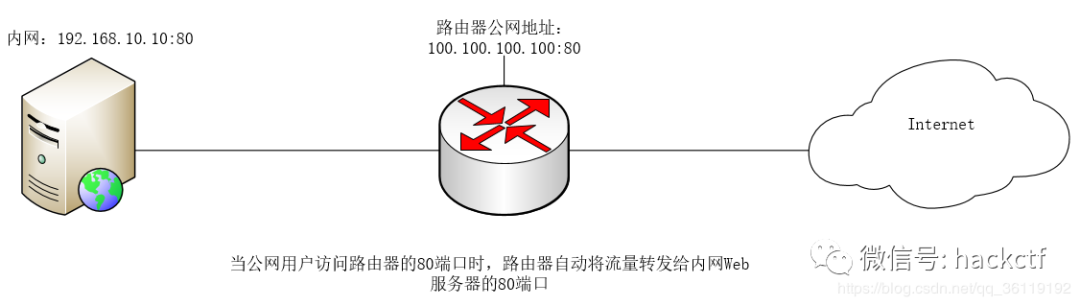 路由器公网地址：
内网：192.168.10.10:80
100.100.100.100:80
Internet
当公网用户访问路由器的80端口时，路由器自动将流量转发给内网Web
服务器的80端口
微信号: hackctf
https://blog.csdn.net/qq_36119192